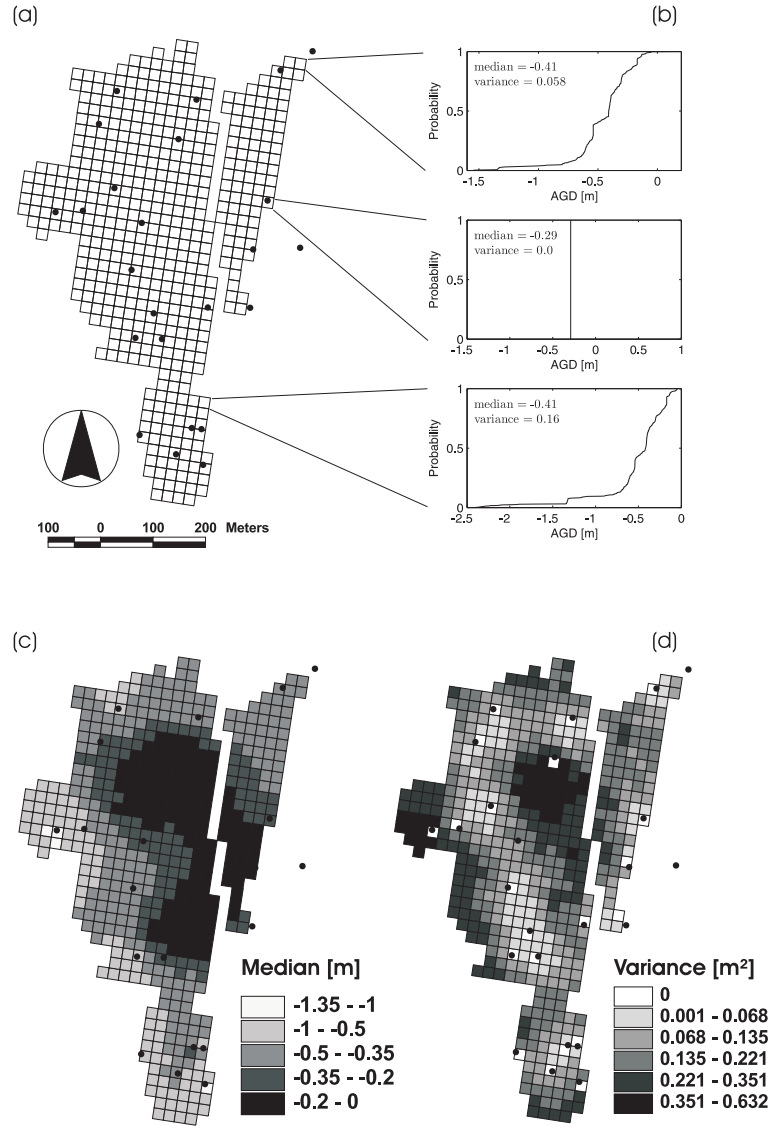 (a)
(b)
1
median = -0.41
variance = 0.058
Probability
0.5
0
-1.5
-1
-0.5
0
AGD [m]
1
median = -0.29
variance = 0.0
Probability
0.5
0
-1.5
-1
-0.5
0
0.5
1
AGD [m]
1
median = -0.41
variance = 0.16
Probability
0.5
0
-2.5
-2
-1.5
-1
-0.5
0
AGD [m]
100 0 100 200 Meters
(c)
(d)
Median [m]
-1.35 - -1
-1 - -0.5
-0.5 - -0.35
-0.35 - -0.2
-0.2 - 0
Variance [m²]
0
0.001 - 0.068
0.068 - 0.135
0.135 - 0.221
0.221 - 0.351
0.351 - 0.632